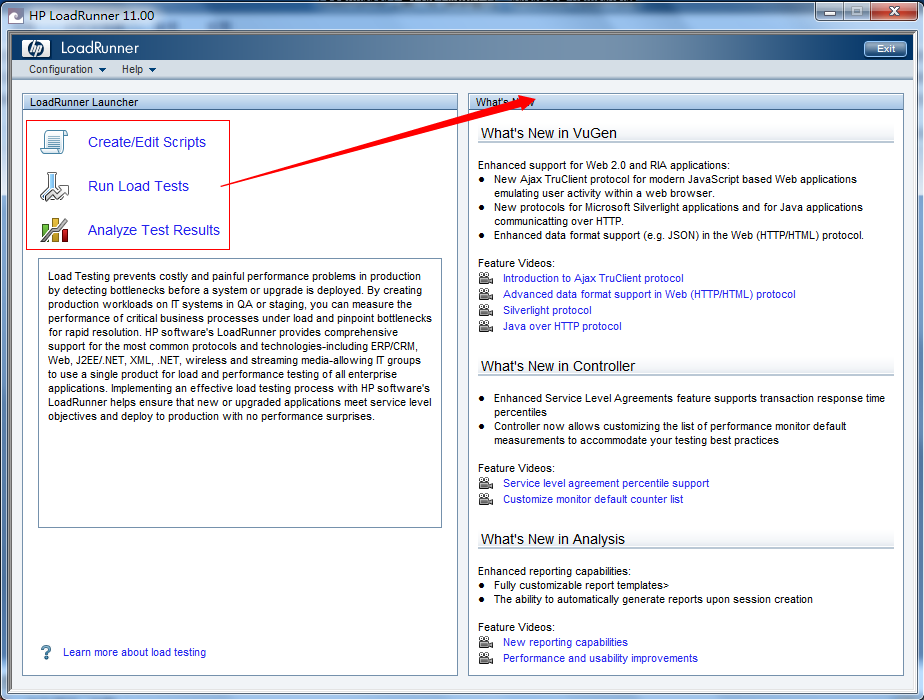 HP LoadRunner 11.00
hp LoadRunner
Exit
Configuration Help
LoadRunner Launcher
Create/Edit Scripts
Run Load Tests
Analyze Test Results
Load Testing prevents costly and painful performance problems in production
by detecting bottlenecks before a system or upgrade is deployed. By creating
production workloads on IT systems in QA or staging, you can measure the
performance of critical business processes under load and pinpoint bottlenecks
for rapid resolution. HP software's LoadRunner provides comprehensive
support for the most common protocols and technologies-including ERP/CRM,
Web, J2EE/.NET, XML, .NET, wireless and streaming media-allowing IT groups
to use a single product for load and performance testing of all enterprise
applications. Implementing an effective load testing process with HP software's
LoadRunner helps ensure that new or upgraded applications meet service level
objectives and deploy to production with no performance surprises.
? Learn more about load testing
What's New
What's New in VuGen
Enhanced support for Web 2.0 and RIA applications:
● New Ajax TruClient protocol for modern JavaScript based Web applications
emulating user activity within a web browser.
● New protocols for Microsoft Silverlight applications and for Java applications
communicatting over HTTP.
● Enhanced data format support (e.g. JSON) in the Web (HTTP/HTML) protocol.
Feature Videos:
Introduction to Ajax TruClient protocol
Advanced data format support in Web (HTTP/HTML) protocol
Silverlight protocol
Java over HTTP protocol
What's New in Controller
● Enhanced Service Level Agreements feature supports transaction response time
percentiles
● Controller now allows customizing the list of performance monitor default
measurements to accommodate your testing best practices
Feature Videos:
Service level agreement percentile support
Customize monitor default counter list
What's New in Analysis
Enhanced reporting capabilities:
● Fully customizable report templates>
● The ability to automatically generate reports upon session creation
Feature Videos:
New reporting capabilities
Performance and usability improvements